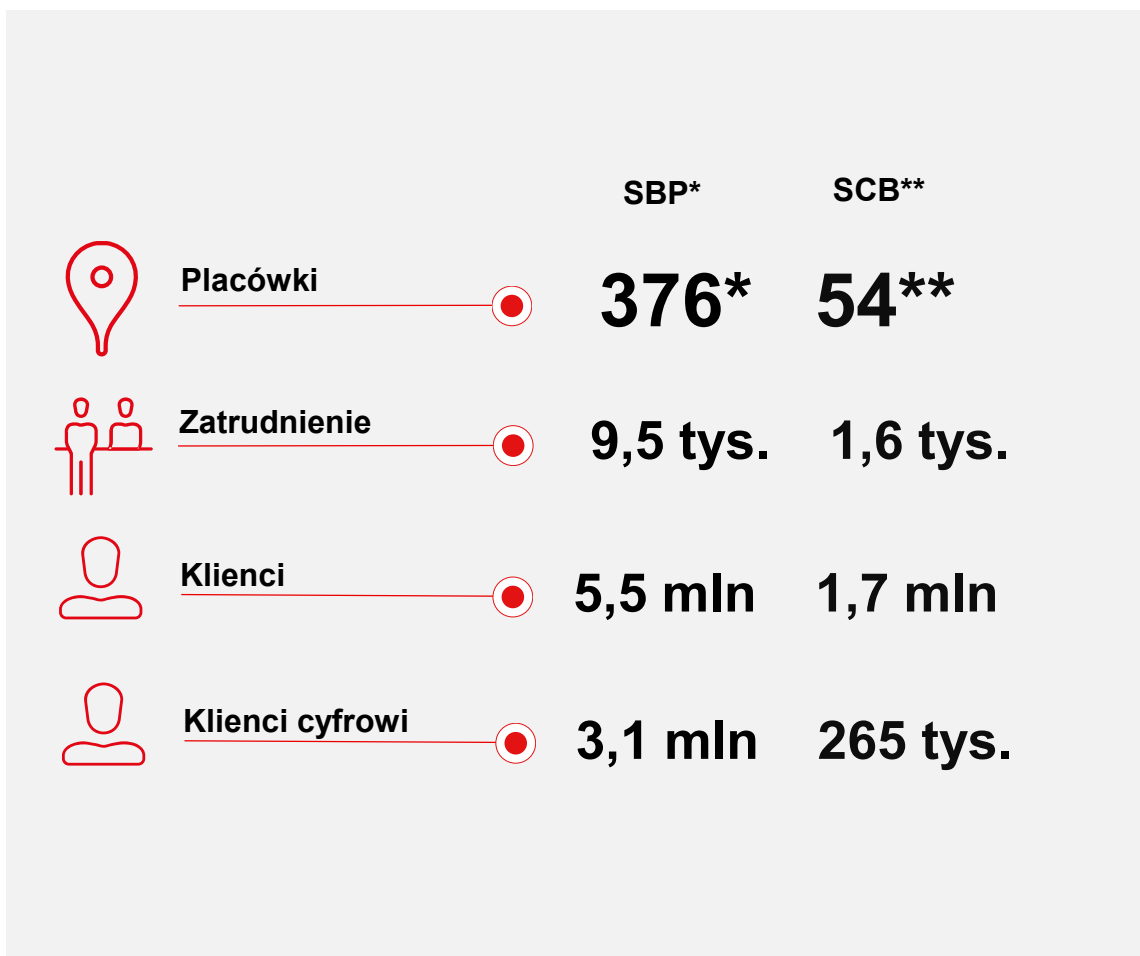 SBP* SCB**
Placówki 376* 54**
Zatrudnienie 9,5 tys. 1,6 tys.
Klienci 5,5 mln 1,7 mln
Klienci cyfrowi 3,1 mln 265 tys.